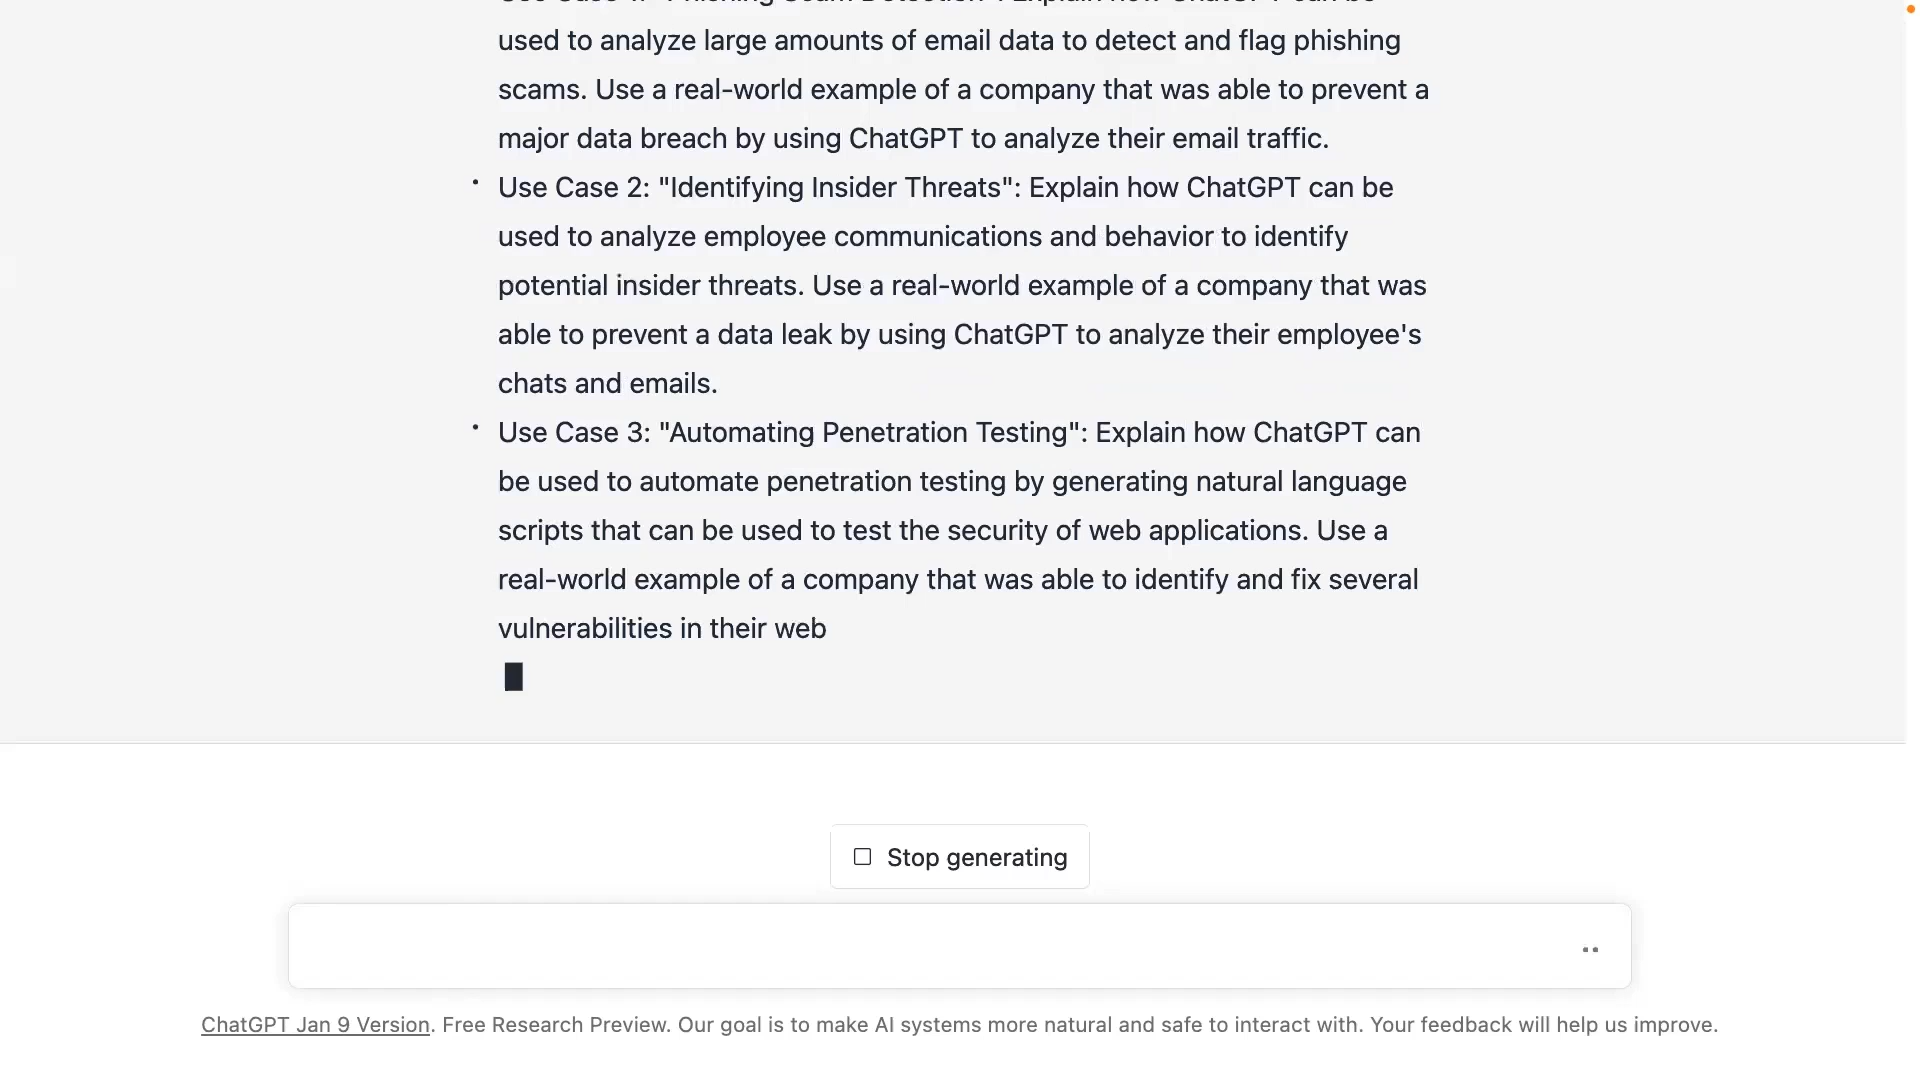 used to analyze large amounts of email data to detect and flag phishing
scams. Use a real-world example of a company that was able to prevent a
major data breach by using ChatGPT to analyze their email traffic.
• Use Case 2: "Identifying Insider Threats": Explain how ChatGPT can be
used to analyze employee communications and behavior to identify
potential insider threats. Use a real-world example of a company that was
able to prevent a data leak by using ChatGPT to analyze their employee's
chats and emails.
• Use Case 3: "Automating Penetration Testing": Explain how ChatGPT can
be used to automate penetration testing by generating natural language
scripts that can be used to test the security of web applications. Use a
real-world example of a company that was able to identify and fix several
vulnerabilities in their web
Stop generating
ChatGPT Jan 9 Version. Free Research Preview. Our goal is to make AI systems more natural and safe to interact with. Your feedback will help us improve.